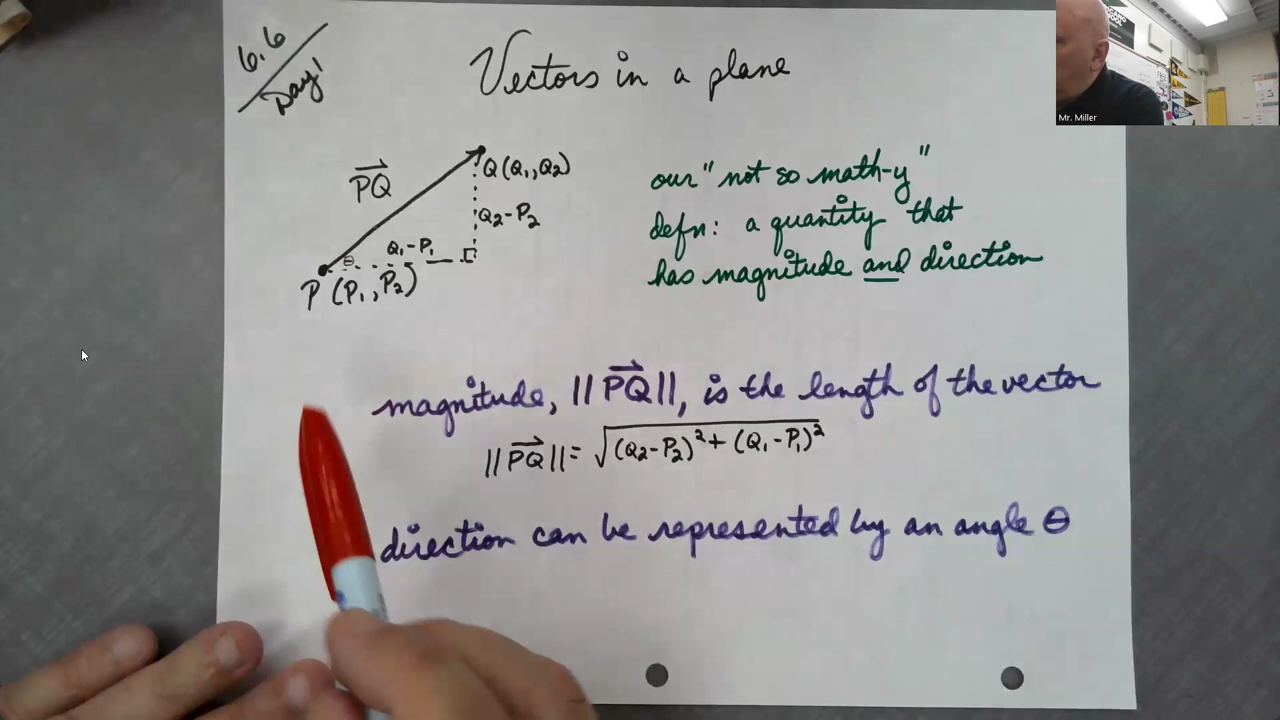 6.6
Day 1
Vectors in a plane
PQ
Q(Q₁,Q₂)
Q₂-P₂
Q₁-P₁
θ
P(P₁,P₂)
our "not so math-y"
defn: a quantity that
has magnitude and direction
magnitude, ||PQ||, is the length of the vector
||PQ|| = √(Q₂-P₂)²+(Q₁-P₁)²
direction can be represented by an angle θ
Mr. Miller